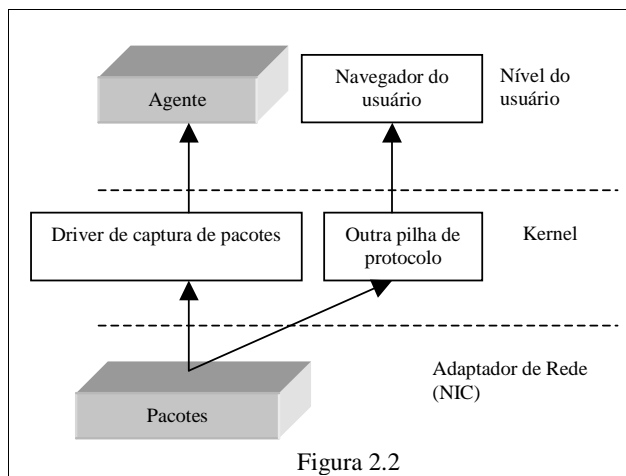 Agente
Navegador do
usuário
Nível do
usuário
Driver de captura de pacotes
Outra pilha de
protocolo
Kernel
Pacotes
Adaptador de Rede
(NIC)
Figura 2.2